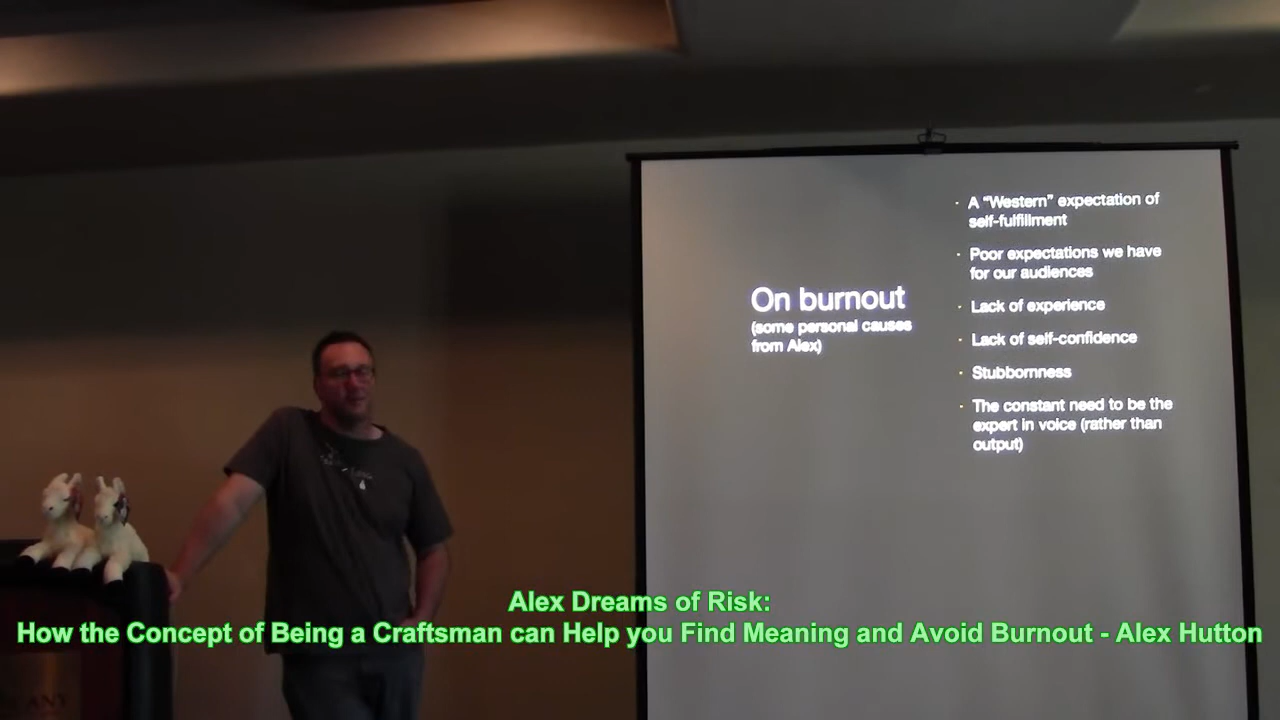 On burnout
(some personal causes
from Alex)
· A “Western” expectation of
self-fulfillment
· Poor expectations we have
for our audiences
· Lack of experience
· Lack of self-confidence
· Stubbornness
· The constant need to be the
expert in voice (rather than
output)
Alex Dreams of Risk:
How the Concept of Being a Craftsman can Help you Find Meaning and Avoid Burnout - Alex Hutton